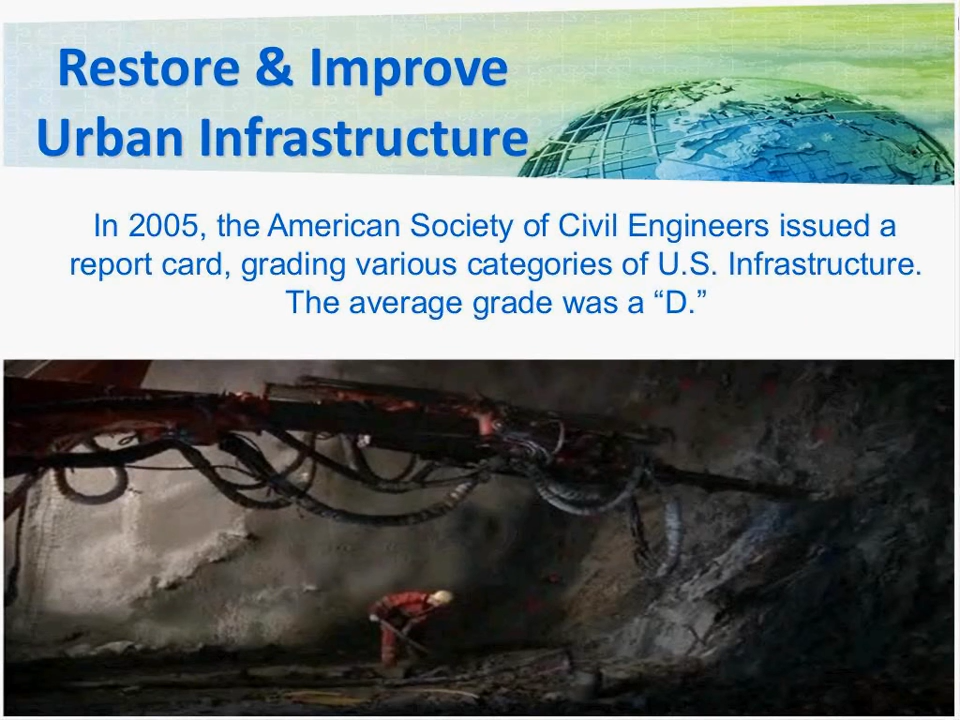 Restore & Improve
Urban Infrastructure
In 2005, the American Society of Civil Engineers issued a
report card, grading various categories of U.S. Infrastructure.
The average grade was a “D.”